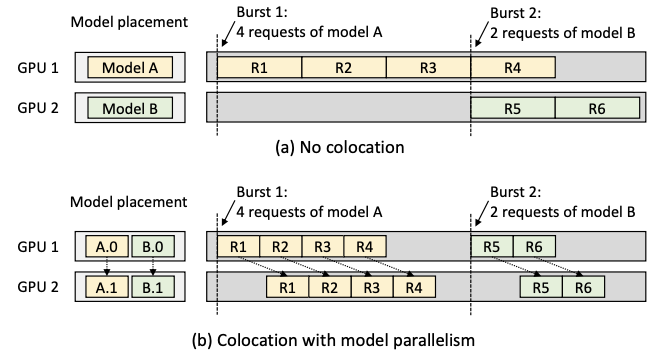 Model placement
Burst 1:
4 requests of model A
Burst 2:
2 requests of model B
GPU 1
Model A
R1
R2
R3
R4
GPU 2
Model B
R5
R6
(a) No colocation
Model placement
Burst 1:
4 requests of model A
Burst 2:
2 requests of model B
GPU 1
A.0
B.0
R1
R2
R3
R4
R5
R6
GPU 2
A.1
B.1
R1
R2
R3
R4
R5
R6
(b) Colocation with model parallelism